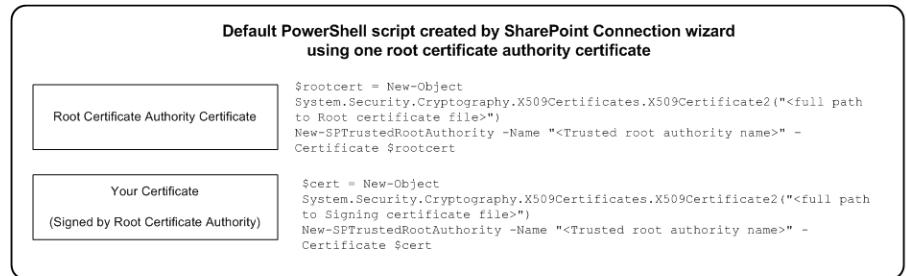 Default PowerShell script created by SharePoint Connection wizard
using one root certificate authority certificate
Root Certificate Authority Certificate
$rootcert = New-Object
System.Security.Cryptography.X509Certificates.X509Certificate2("<full path
to Root certificate file>")
New-SPTrustedRootAuthority -Name "<Trusted root authority name>" -
Certificate $rootcert
Your Certificate
(Signed by Root Certificate Authority)
$cert = New-Object
System.Security.Cryptography.X509Certificates.X509Certificate2("<full path
to Signing certificate file>")
New-SPTrustedRootAuthority -Name "<Trusted root authority name>" -
Certificate $cert